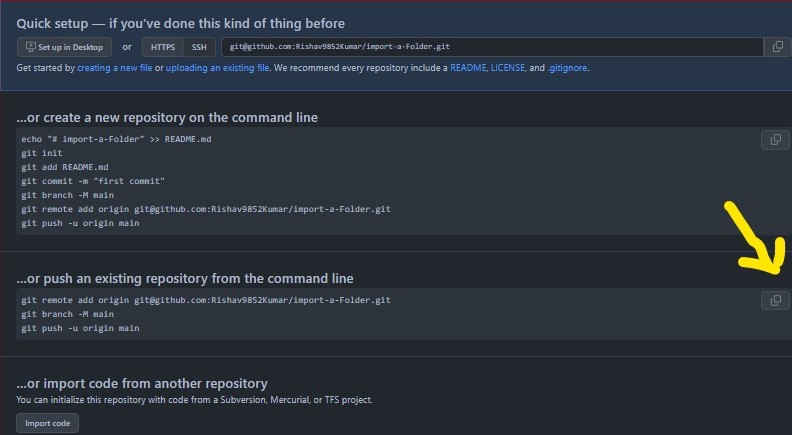 Quick setup — if you've done this kind of thing before
Set up in Desktop or HTTPS SSH git@github.com:Rishav9852Kumar/import-a-Folder.git
Get started by creating a new file or uploading an existing file. We recommend every repository include a README, LICENSE, and .gitignore.
...or create a new repository on the command line
echo "# import-a-Folder" >> README.md
git init
git add README.md
git commit -m "first commit"
git branch -M main
git remote add origin git@github.com:Rishav9852Kumar/import-a-Folder.git
git push -u origin main
...or push an existing repository from the command line
git remote add origin git@github.com:Rishav9852Kumar/import-a-Folder.git
git branch -M main
git push -u origin main
...or import code from another repository
You can initialize this repository with code from a Subversion, Mercurial, or TFS project.
Import code